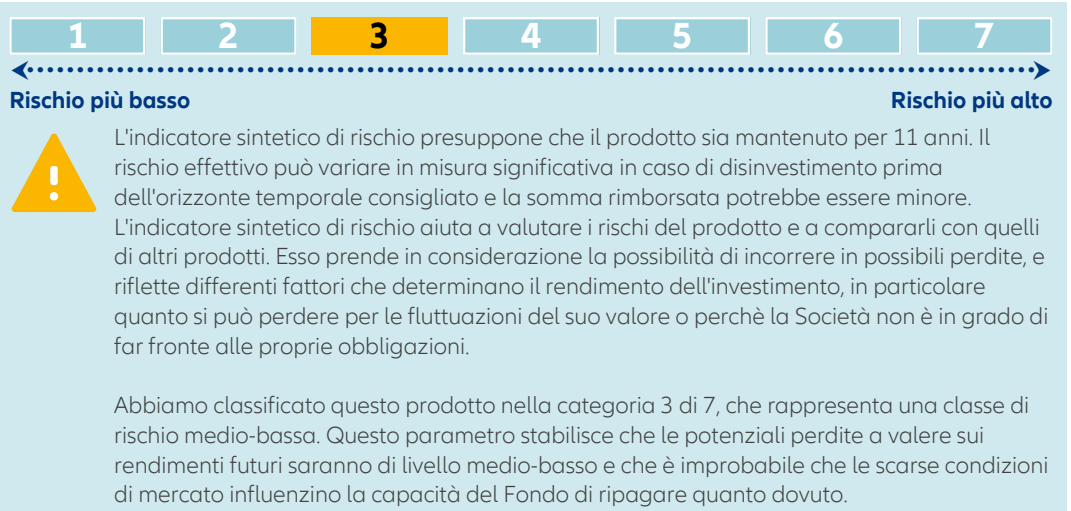 1 2 3 4 5 6 7
Rischio più basso Rischio più alto
L'indicatore sintetico di rischio presuppone che il prodotto sia mantenuto per 11 anni. Il
rischio effettivo può variare in misura significativa in caso di disinvestimento prima
dell'orizzonte temporale consigliato e la somma rimborsata potrebbe essere minore.
L'indicatore sintetico di rischio aiuta a valutare i rischi del prodotto e a compararli con quelli
di altri prodotti. Esso prende in considerazione la possibilità di incorrere in possibili perdite, e
riflette differenti fattori che determinano il rendimento dell'investimento, in particolare
quanto si può perdere per le fluttuazioni del suo valore o perchè la Società non è in grado di
far fronte alle proprie obbligazioni.
Abbiamo classificato questo prodotto nella categoria 3 di 7, che rappresenta una classe di
rischio medio-bassa. Questo parametro stabilisce che le potenziali perdite a valere sui
rendimenti futuri saranno di livello medio-basso e che è improbabile che le scarse condizioni
di mercato influenzino la capacità del Fondo di ripagare quanto dovuto.